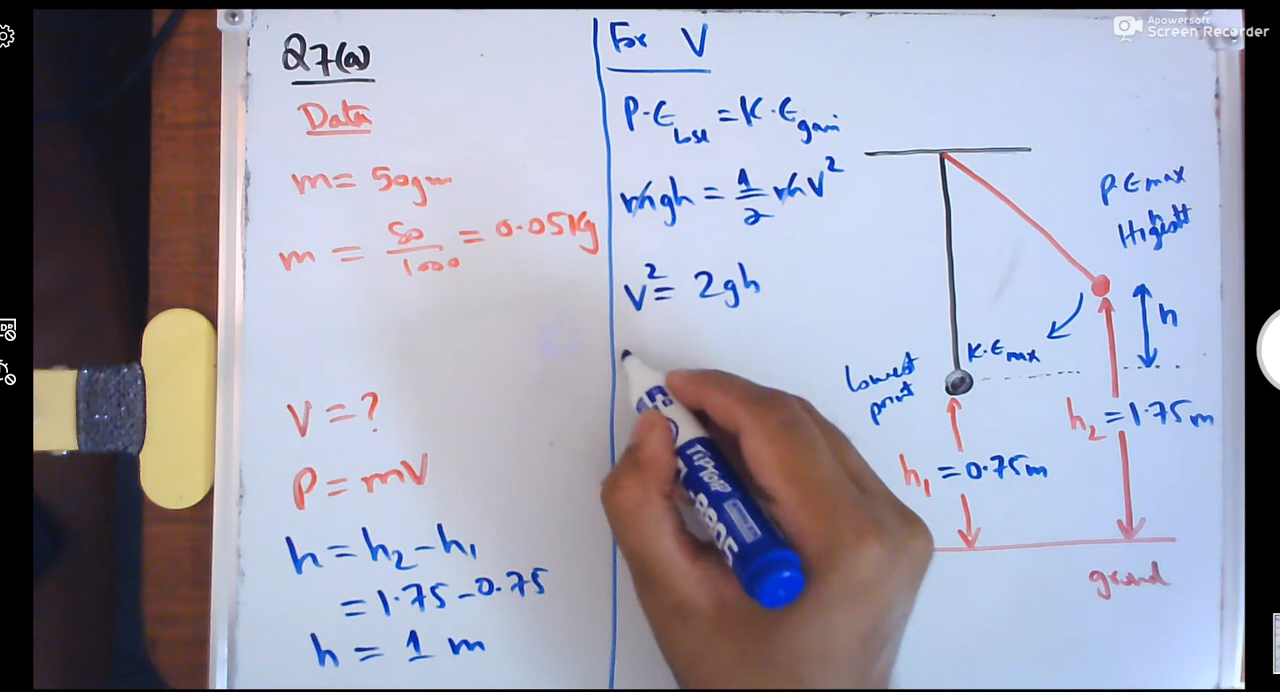 Apowersoft
Screen Recorder
Q7(a)
Data
m = 50gm
m = 50/1000 = 0.05Kg
V = ?
P = mV
h = h₂ - h₁
= 1.75 - 0.75
h = 1 m
For V
P.E lose = K.E gain
mgh = 1/2 mV²
V² = 2gh
P.E max
Highest
h
K.E max
lowest
point
h₂ = 1.75m
h₁ = 0.75m
ground
TIPTOP